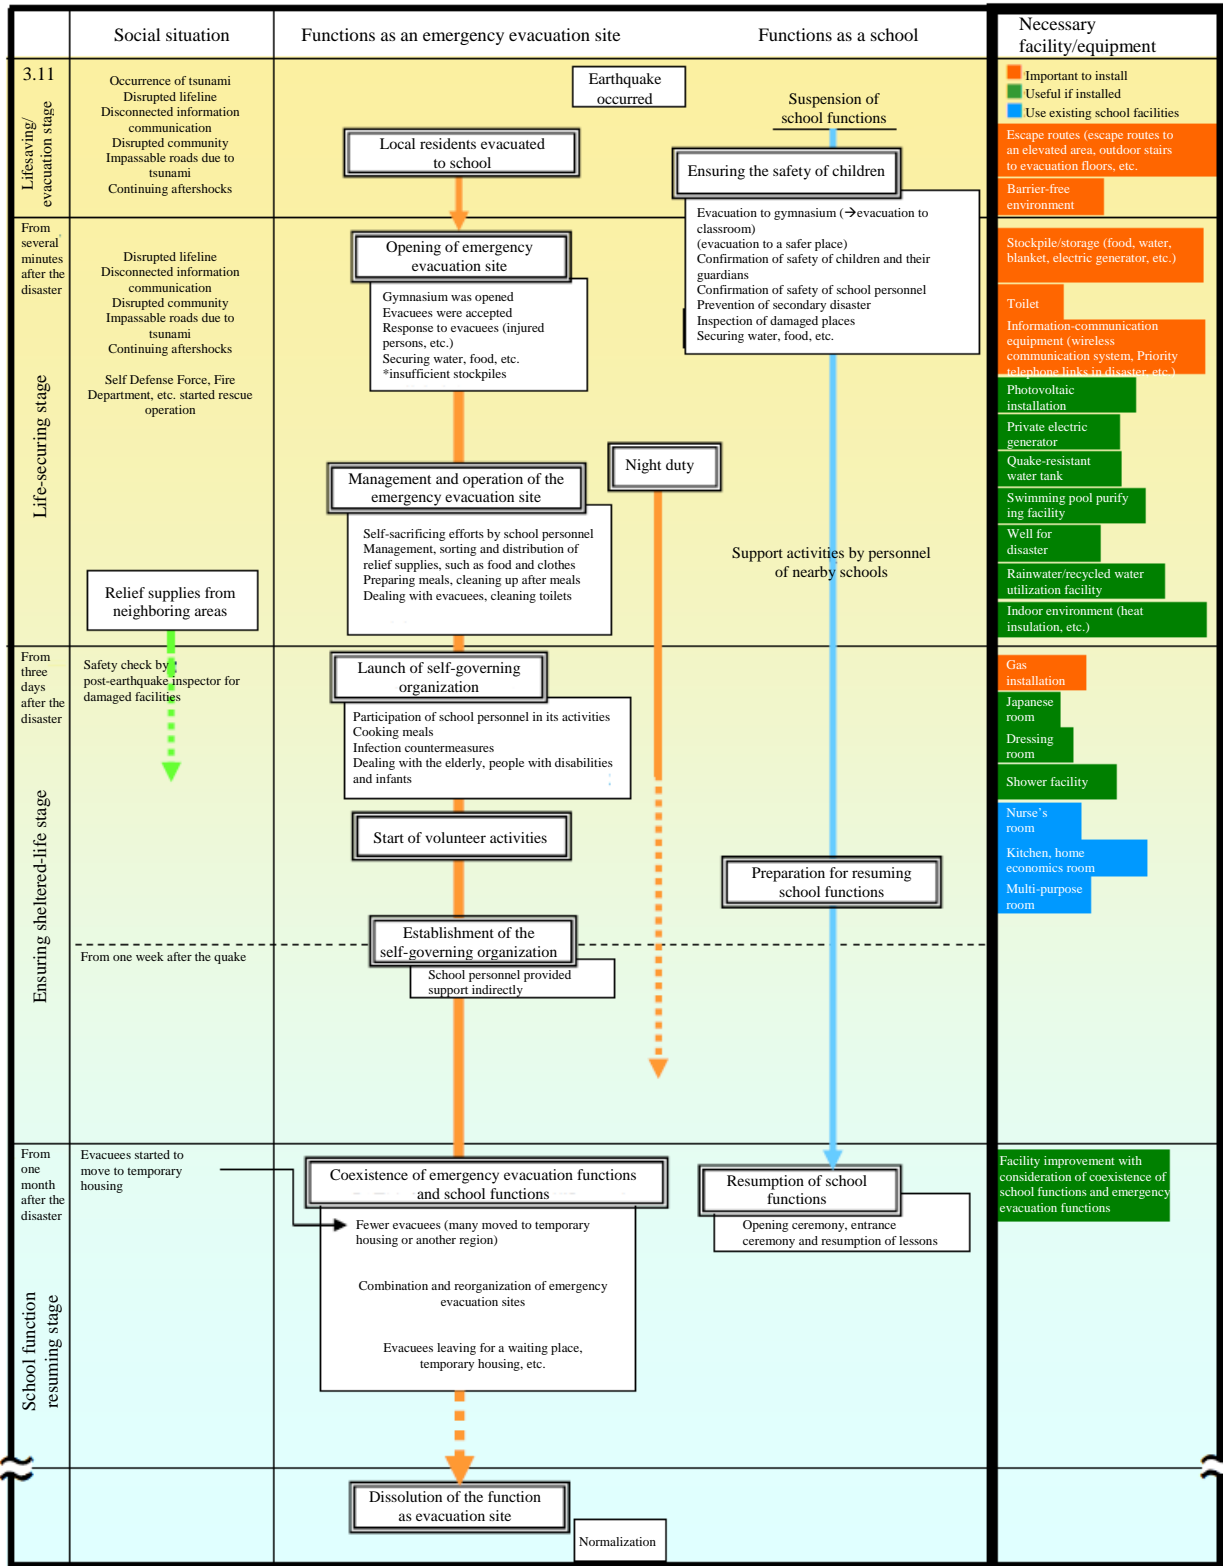 Social situation
Functions as an emergency evacuation site
Functions as a school
Necessary
facility/equipment
3.11
Lifesaving/
evacuation stage
Occurrence of tsunami
Disrupted lifeline
Disconnected information
communication
Disrupted community
Impassable roads due to
tsunami
Continuing aftershocks
Earthquake
occurred
Local residents evacuated
to school
Suspension of
school functions
Ensuring the safety of children
Evacuation to gymnasium (→evacuation to
classroom)
(evacuation to a safer place)
Confirmation of safety of children and their
guardians
Confirmation of safety of school personnel
Prevention of secondary disaster
Inspection of damaged places
Securing water, food, etc.
Important to install
Useful if installed
Use existing school facilities
Escape routes (escape routes to
an elevated area, outdoor stairs
to evacuation floors, etc.
Barrier-free
environment
From
several
minutes
after the
disaster
Life-securing stage
Disrupted lifeline
Disconnected information
communication
Disrupted community
Impassable roads due to
tsunami
Continuing aftershocks
Self Defense Force, Fire
Department, etc. started rescue
operation
Relief supplies from
neighboring areas
Opening of emergency
evacuation site
Gymnasium was opened
Evacuees were accepted
Response to evacuees (injured
persons, etc.)
Securing water, food, etc.
*insufficient stockpiles
Management and operation of the
emergency evacuation site
Self-sacrificing efforts by school personnel
Management, sorting and distribution of
relief supplies, such as food and clothes
Preparing meals, cleaning up after meals
Dealing with evacuees, cleaning toilets
Night duty
Support activities by personnel
of nearby schools
Stockpile/storage (food, water,
blanket, electric generator, etc.)
Toilet
Information-communication
equipment (wireless
communication system, Priority
telephone links in disaster, etc.)
Photovoltaic
installation
Private electric
generator
Quake-resistant
water tank
Swimming pool purify
ing facility
Well for
disaster
Rainwater/recycled water
utilization facility
Indoor environment (heat
insulation, etc.)
From
three
days
after the
disaster
Ensuring sheltered-life stage
Safety check by
post-earthquake inspector for
damaged facilities
Launch of self-governing
organization
Participation of school personnel in its activities
Cooking meals
Infection countermeasures
Dealing with the elderly, people with disabilities
and infants
Start of volunteer activities
Preparation for resuming
school functions
Establishment of the
self-governing organization
From one week after the quake
School personnel provided
support indirectly
Gas
installation
Japanese
room
Dressing
room
Shower facility
Nurse's
room
Kitchen, home
economics room
Multi-purpose
room
From
one
month
after the
disaster
School function
resuming stage
Evacuees started to
move to temporary
housing
Coexistence of emergency evacuation functions
and school functions
Fewer evacuees (many moved to temporary
housing or another region)
Combination and reorganization of emergency
evacuation sites
Evacuees leaving for a waiting place,
temporary housing, etc.
Resumption of school
functions
Opening ceremony, entrance
ceremony and resumption of lessons
Facility improvement with
consideration of coexistence of
school functions and emergency
evacuation functions
Dissolution of the function
as evacuation site
Normalization